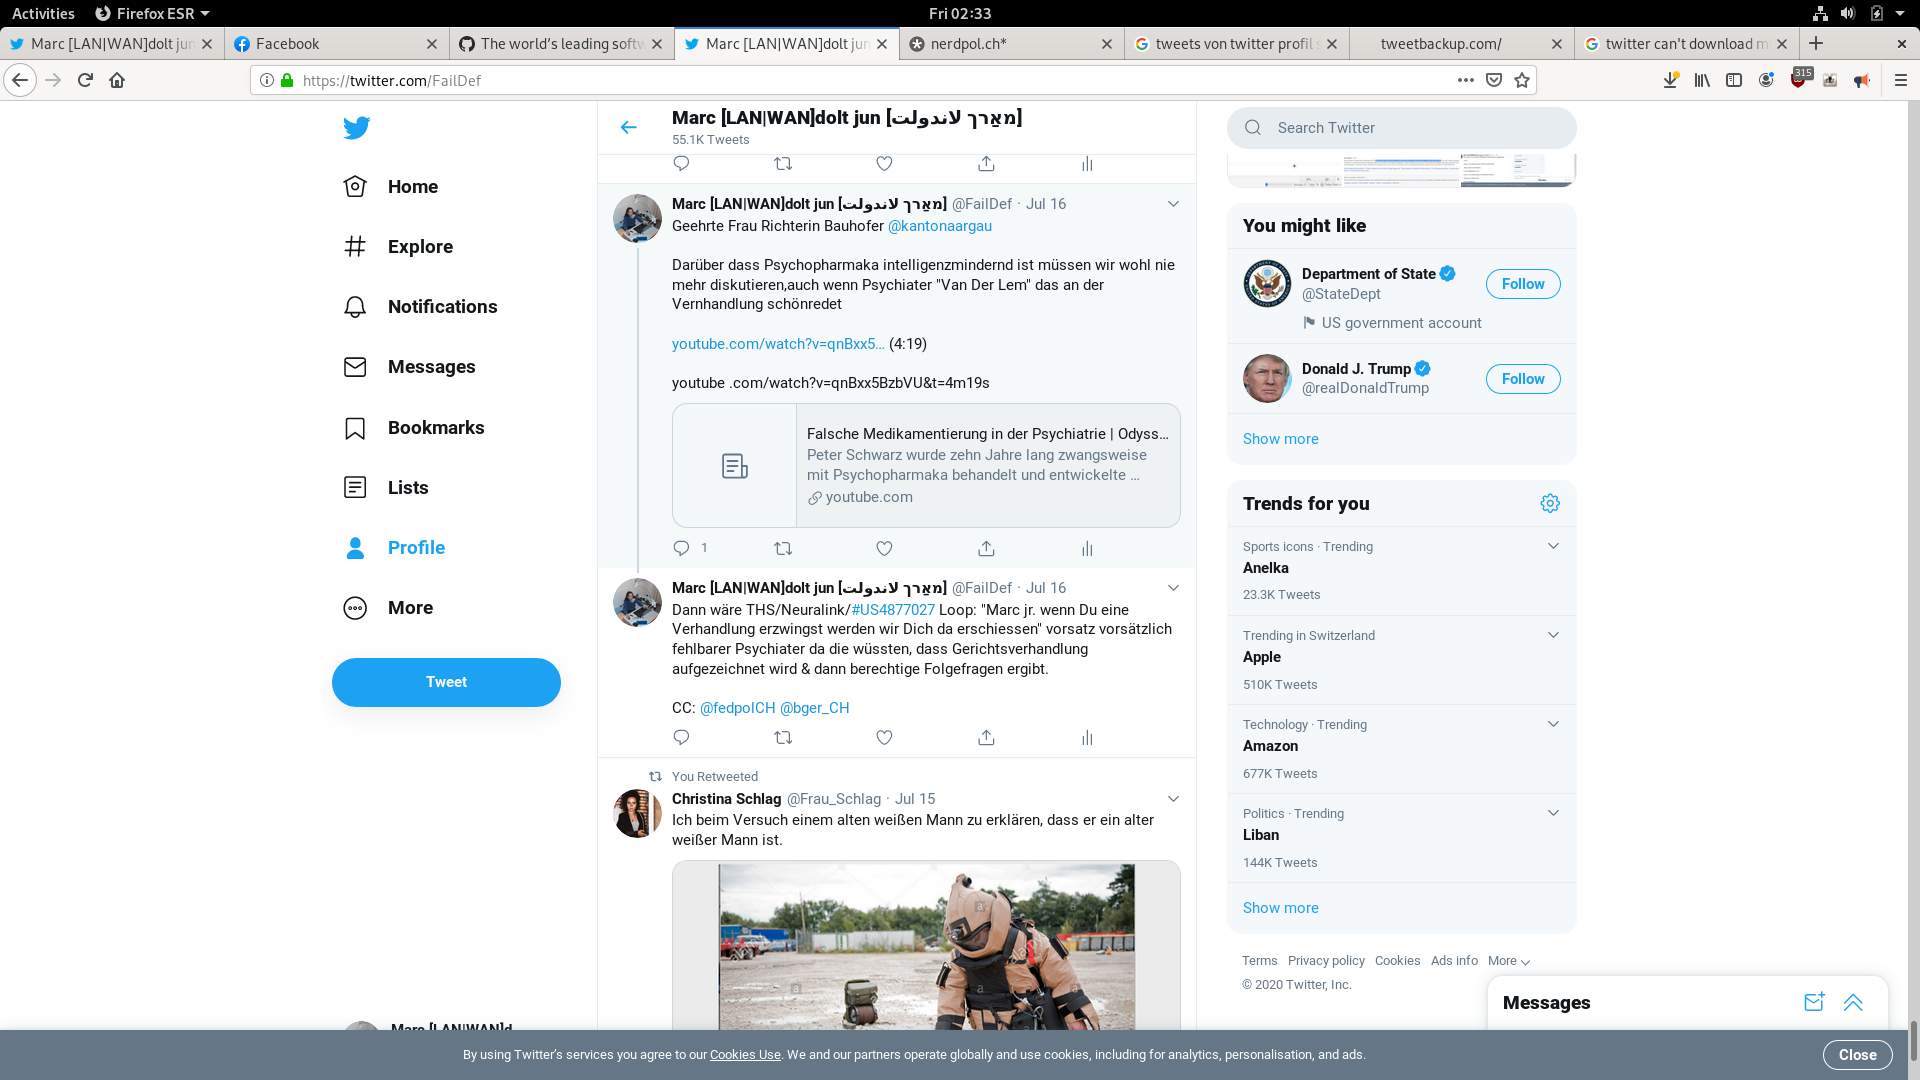 Activities
Firefox ESR
Fri 02:33
Marc [LAN|WAN]dolt jun
Facebook
The world's leading softw
Marc [LAN|WAN]dolt jun
nerdpol.ch*
tweets von twitter profil s
tweetbackup.com/
twitter can't download m
https://twitter.com/FailDef
315
Home
Explore
Notifications
Messages
Bookmarks
Lists
Profile
More
Tweet
Marc [LAN|WAN]d
Marc [LAN|WAN]dolt jun [מאַרך לאנדולת]
55.1K Tweets
Marc [LAN|WAN]dolt jun [מאַרך לאנדולת] @FailDef · Jul 16
Geehrte Frau Richterin Bauhofer @kantonaargau
Darüber dass Psychopharmaka intelligenzmindernd ist müssen wir wohl nie
mehr diskutieren,auch wenn Psychiater "Van Der Lem" das an der
Vernhandlung schönredet
youtube.com/watch?v=qnBxx5… (4:19)
youtube .com/watch?v=qnBxx5BzbVU&t=4m19s
Falsche Medikamentierung in der Psychiatrie | Odyss…
Peter Schwarz wurde zehn Jahre lang zwangsweise
mit Psychopharmaka behandelt und entwickelte …
youtube.com
1
Marc [LAN|WAN]dolt jun [מאַרך לאנדולת] @FailDef · Jul 16
Dann wäre THS/Neuralink/#US4877027 Loop: "Marc jr. wenn Du eine
Verhandlung erzwingst werden wir Dich da erschiessen" vorsatz vorsätzlich
fehlbarer Psychiater da die wüssten, dass Gerichtsverhandlung
aufgezeichnet wird & dann berechtige Folgefragen ergibt.
CC: @fedpolCH @bger_CH
You Retweeted
Christina Schlag @Frau_Schlag · Jul 15
Ich beim Versuch einem alten weißen Mann zu erklären, dass er ein alter
weißer Mann ist.
a
a
a
Search Twitter
You might like
Department of State
@StateDept
US government account
Follow
Donald J. Trump
@realDonaldTrump
Follow
Show more
Trends for you
Sports icons · Trending
Anelka
23.3K Tweets
Trending in Switzerland
Apple
510K Tweets
Technology · Trending
Amazon
677K Tweets
Politics · Trending
Liban
144K Tweets
Show more
Terms Privacy policy Cookies Ads info More
© 2020 Twitter, Inc.
Messages
By using Twitter's services you agree to our Cookies Use. We and our partners operate globally and use cookies, including for analytics, personalisation, and ads.
Close